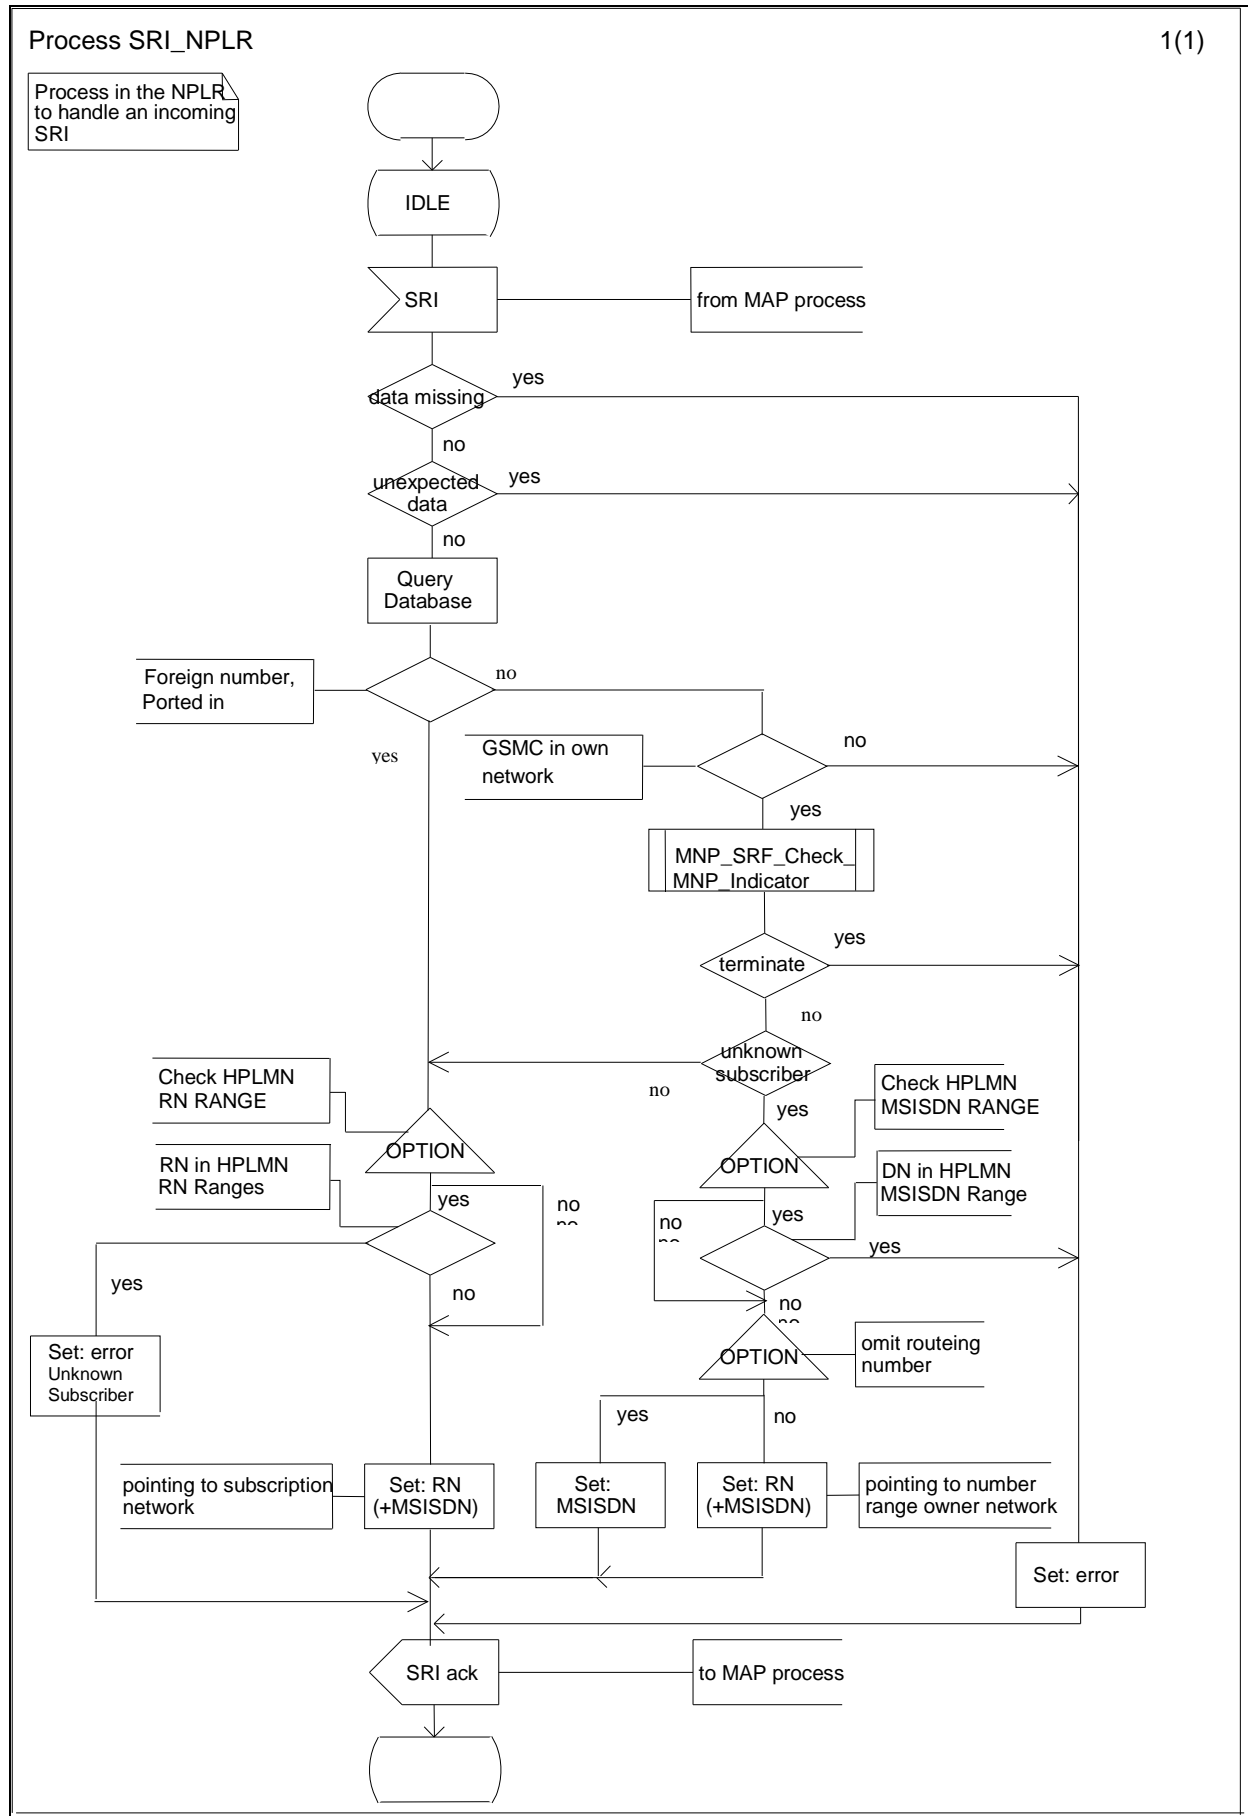 Process SRI_NPLR
1(1)
Process in the NPLR
to handle an incoming
SRI
IDLE
SRI
from MAP process
data missing
yes
no
unexpected
data
yes
no
Query
Database
Foreign number,
Ported in
no
yes
GSMC in own
network
no
yes
MNP_SRF_Check_
MNP_Indicator
terminate
yes
no
unknown
subscriber
no
yes
Check HPLMN
RN RANGE
OPTION
Check HPLMN
MSISDN RANGE
OPTION
RN in HPLMN
RN Ranges
yes
no
no
DN in HPLMN
MSISDN Range
yes
no
no
yes
yes
no
no
no
Set: error
Unknown
Subscriber
OPTION
omit routeing
number
yes
no
pointing to subscription
network
Set: RN
(+MSISDN)
Set:
MSISDN
Set: RN
(+MSISDN)
pointing to number
range owner network
Set: error
SRI ack
to MAP process